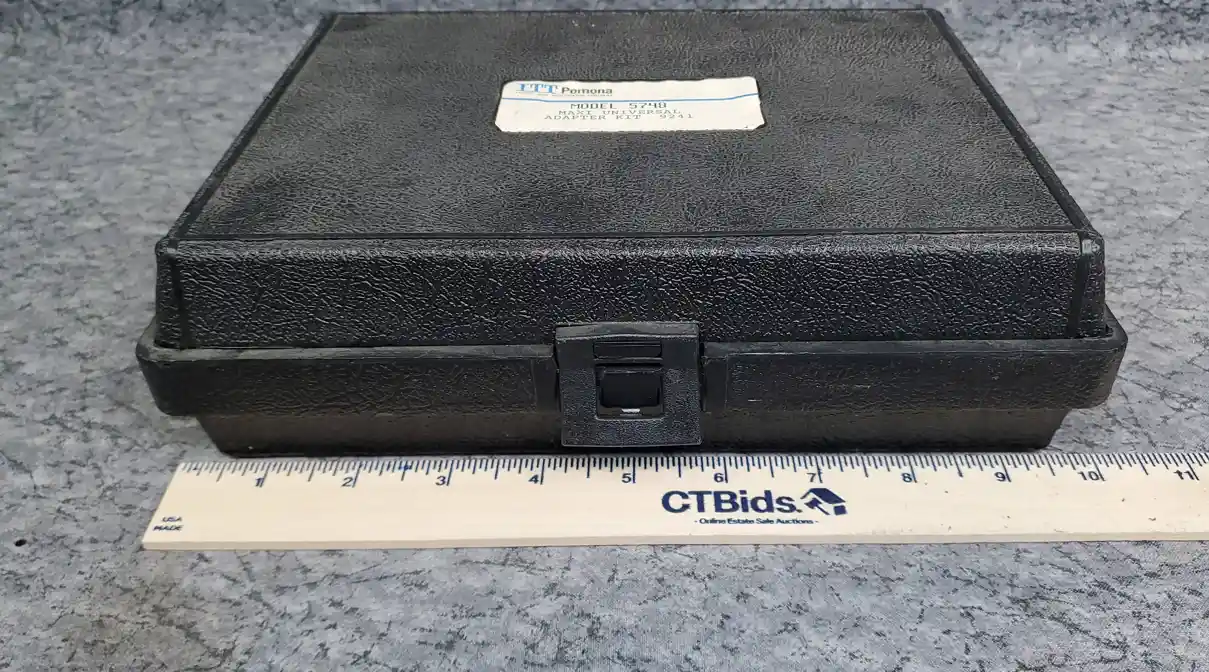 ITT Pomona
MODEL 5740
MAXI UNIVERSAL
ADAPTER KIT 9241
1 2 3 4 5 6 7 8 9 10 11
CTBids.
- Online Estate Sale Auctions -
USA
MADE